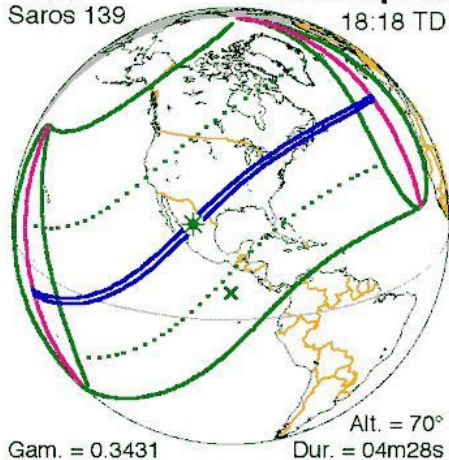 Saros 139
18:18 TD
Alt. = 70°
Gam. = 0.3431
Dur. = 04m28s